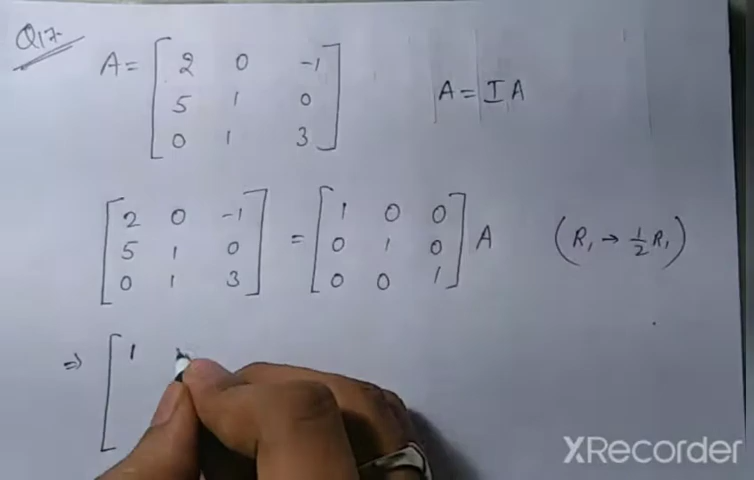 Q17.
A = [ 2 0 -1
5 1 0
0 1 3 ]
A = IA
[ 2 0 -1
5 1 0
0 1 3 ] = [ 1 0 0
0 1 0
0 0 1 ] A (R₁ → ½ R₁)
⇒ [ 1
XRecorder